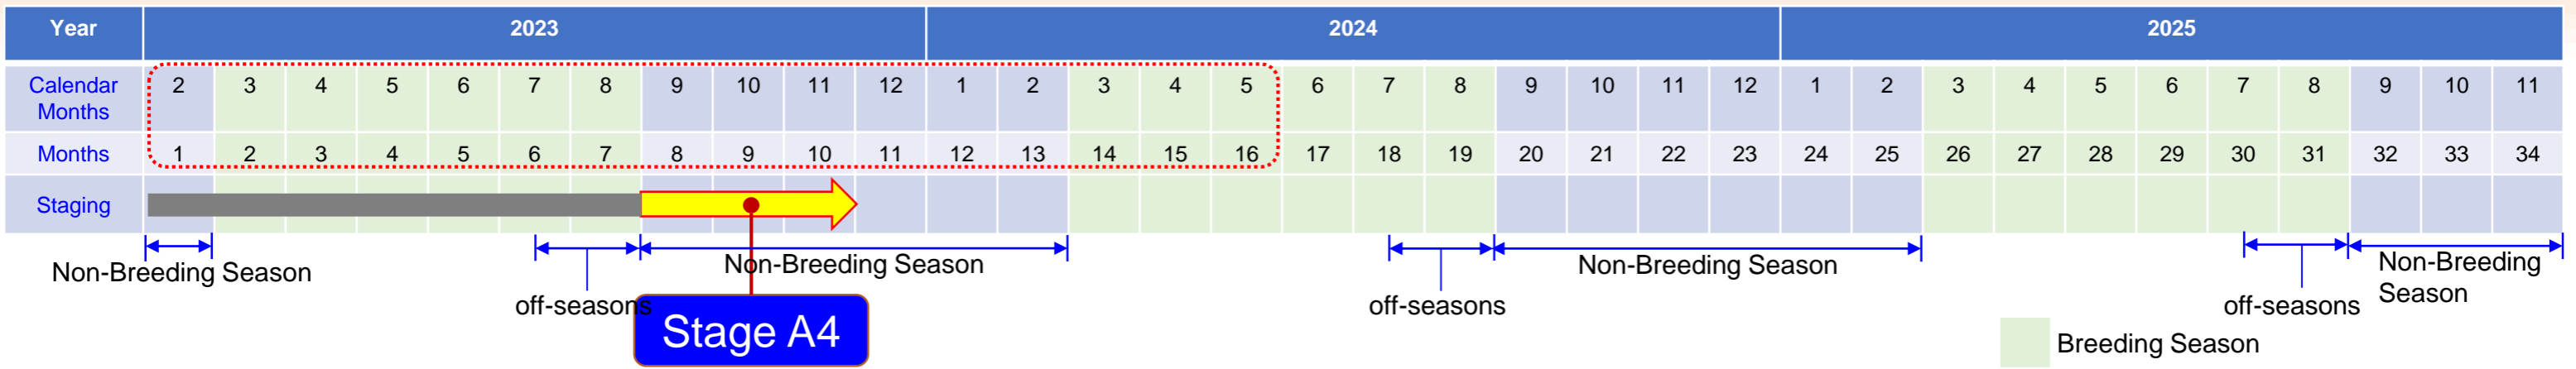 Year 2023 2024 2025
Calendar Months 2 3 4 5 6 7 8 9 10 11 12 1 2 3 4 5 6 7 8 9 10 11 12 1 2 3 4 5 6 7 8 9 10 11
Months 1 2 3 4 5 6 7 8 9 10 11 12 13 14 15 16 17 18 19 20 21 22 23 24 25 26 27 28 29 30 31 32 33 34
Staging
Non-Breeding Season
off-seasons
Non-Breeding Season
Stage A4
off-seasons
Non-Breeding Season
off-seasons
Non-Breeding
Season
Breeding Season